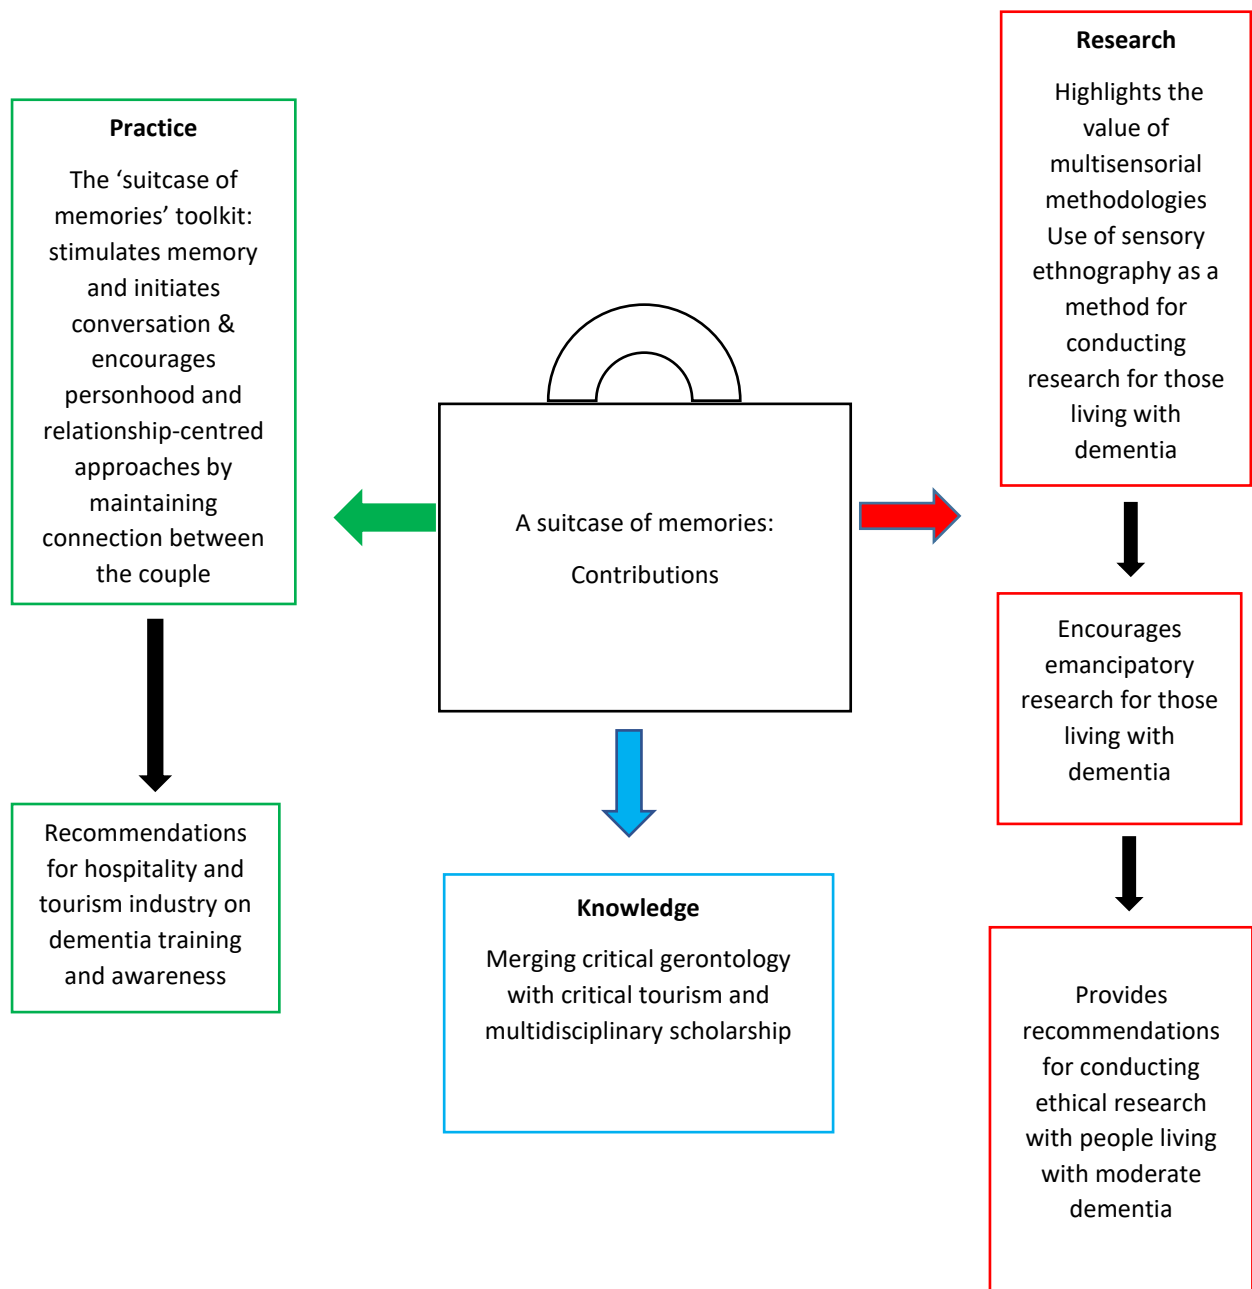 Practice
The ‘suitcase of
memories’ toolkit:
stimulates memory
and initiates
conversation &
encourages
personhood and
relationship-centred
approaches by
maintaining
connection between
the couple
Recommendations
for hospitality and
tourism industry on
dementia training
and awareness
A suitcase of memories:
Contributions
Knowledge
Merging critical gerontology
with critical tourism and
multidisciplinary scholarship
Research
Highlights the
value of
multisensorial
methodologies
Use of sensory
ethnography as a
method for
conducting
research for those
living with
dementia
Encourages
emancipatory
research for those
living with
dementia
Provides
recommendations
for conducting
ethical research
with people living
with moderate
dementia